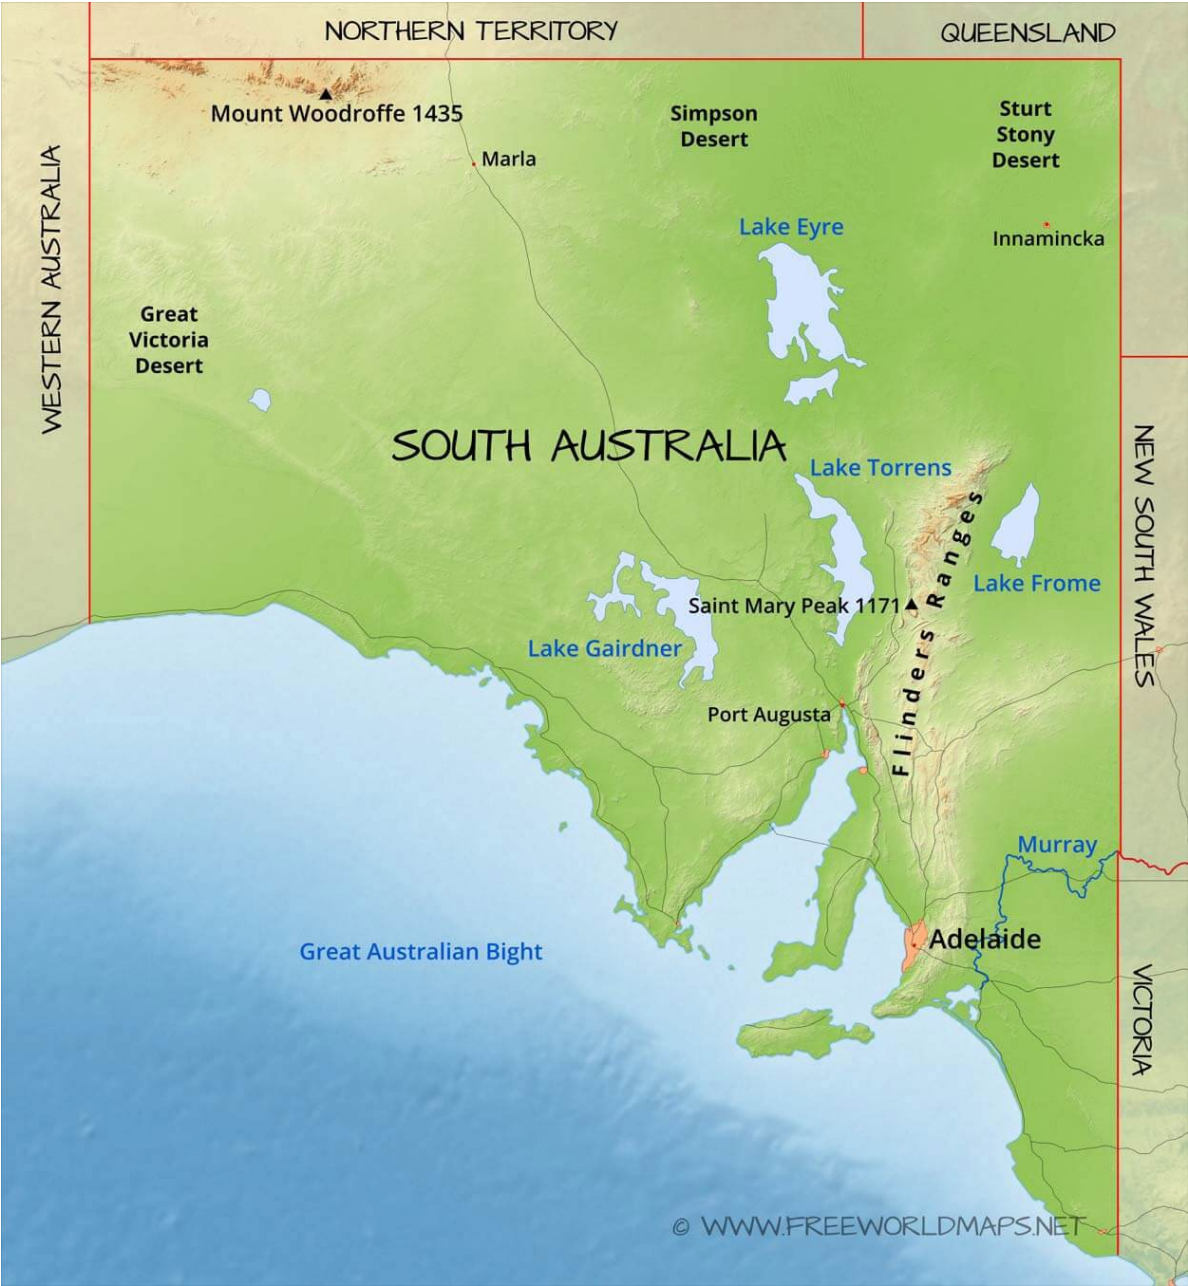 NORTHERN TERRITORY
QUEENSLAND
Mount Woodroffe 1435
Simpson
Desert
Sturt
Stony
Desert
Marla
WESTERN AUSTRALIA
Lake Eyre
Innamincka
Great
Victoria
Desert
SOUTH AUSTRALIA
Lake Torrens
NEW SOUTH WALES
Flinders Ranges
Lake Frome
Saint Mary Peak 1171
Lake Gairdner
Port Augusta
Murray
Adelaide
Great Australian Bight
VICTORIA
© WWW.FREEWORLDMAPS.NET